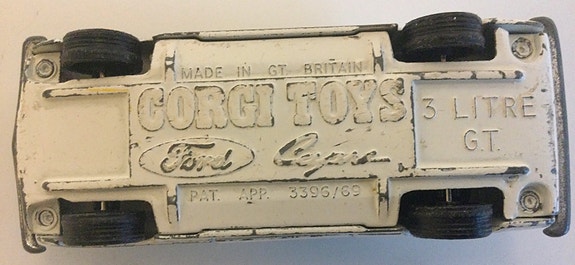 MADE IN GT. BRITAIN
CORGI TOYS
3 LITRE
G.T.
Ford Capri
PAT. APP. 3396/69